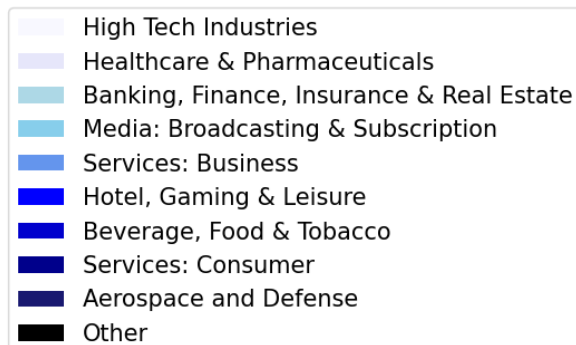 High Tech Industries
Healthcare & Pharmaceuticals
Banking, Finance, Insurance & Real Estate
Media: Broadcasting & Subscription
Services: Business
Hotel, Gaming & Leisure
Beverage, Food & Tobacco
Services: Consumer
Aerospace and Defense
Other